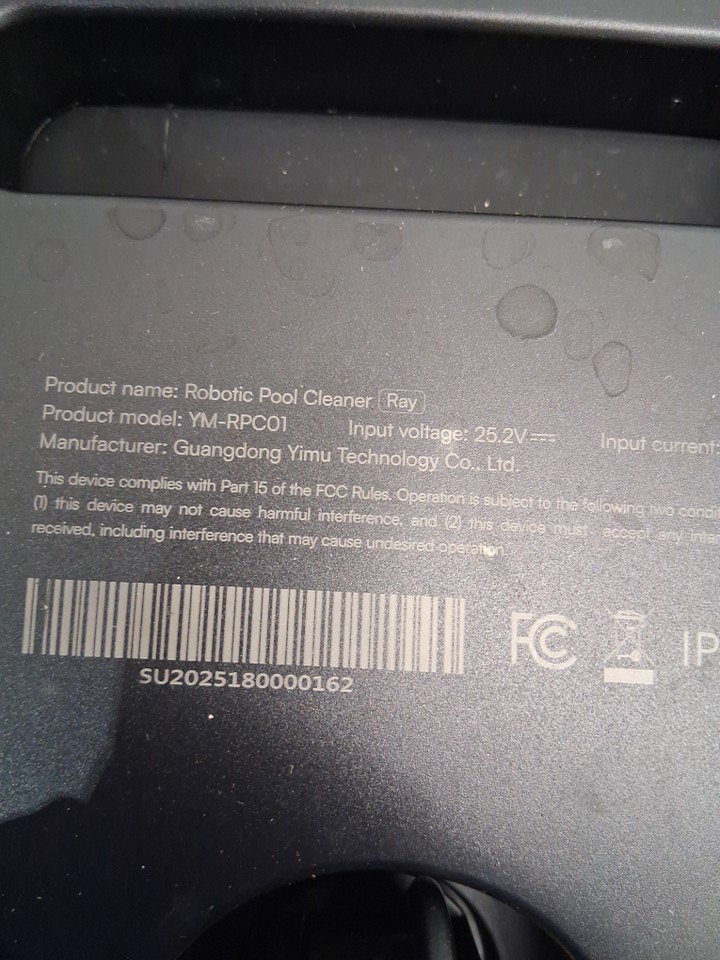 Product name: Robotic Pool Cleaner Ray
Product model: YM-RPC01 Input voltage: 25.2V⎓ Input current:
Manufacturer: Guangdong Yimu Technology Co., Ltd.
This device complies with Part 15 of the FCC Rules. Operation is subject to the following two condi
(1) this device may not cause harmful interference, and (2) this device must accept any inter
received, including interference that may cause undesired operation.
SU2025180000162
FC IP